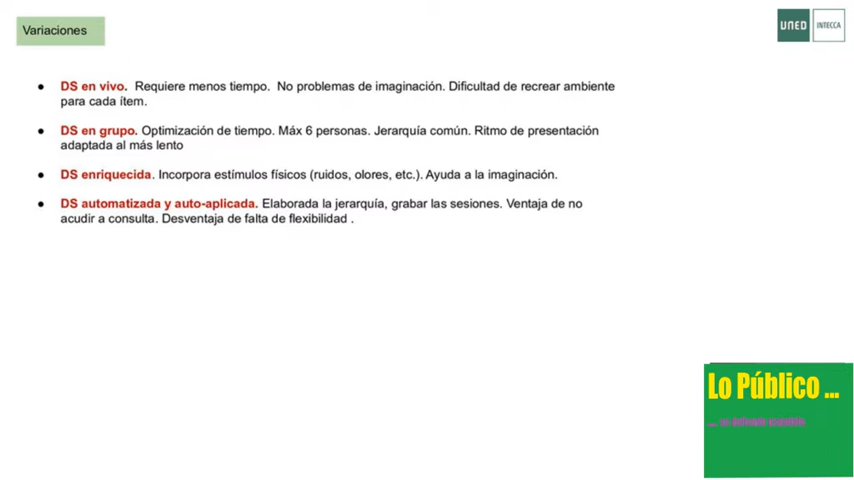 Variaciones
UNED INTECCA
● DS en vivo. Requiere menos tiempo. No problemas de imaginación. Dificultad de recrear ambiente
para cada ítem.
● DS en grupo. Optimización de tiempo. Máx 6 personas. Jerarquía común. Ritmo de presentación
adaptada al más lento
● DS enriquecida. Incorpora estímulos físicos (ruidos, olores, etc.). Ayuda a la imaginación.
● DS automatizada y auto-aplicada. Elaborada la jerarquía, grabar las sesiones. Ventaja de no
acudir a consulta. Desventaja de falta de flexibilidad .
Lo Público ...